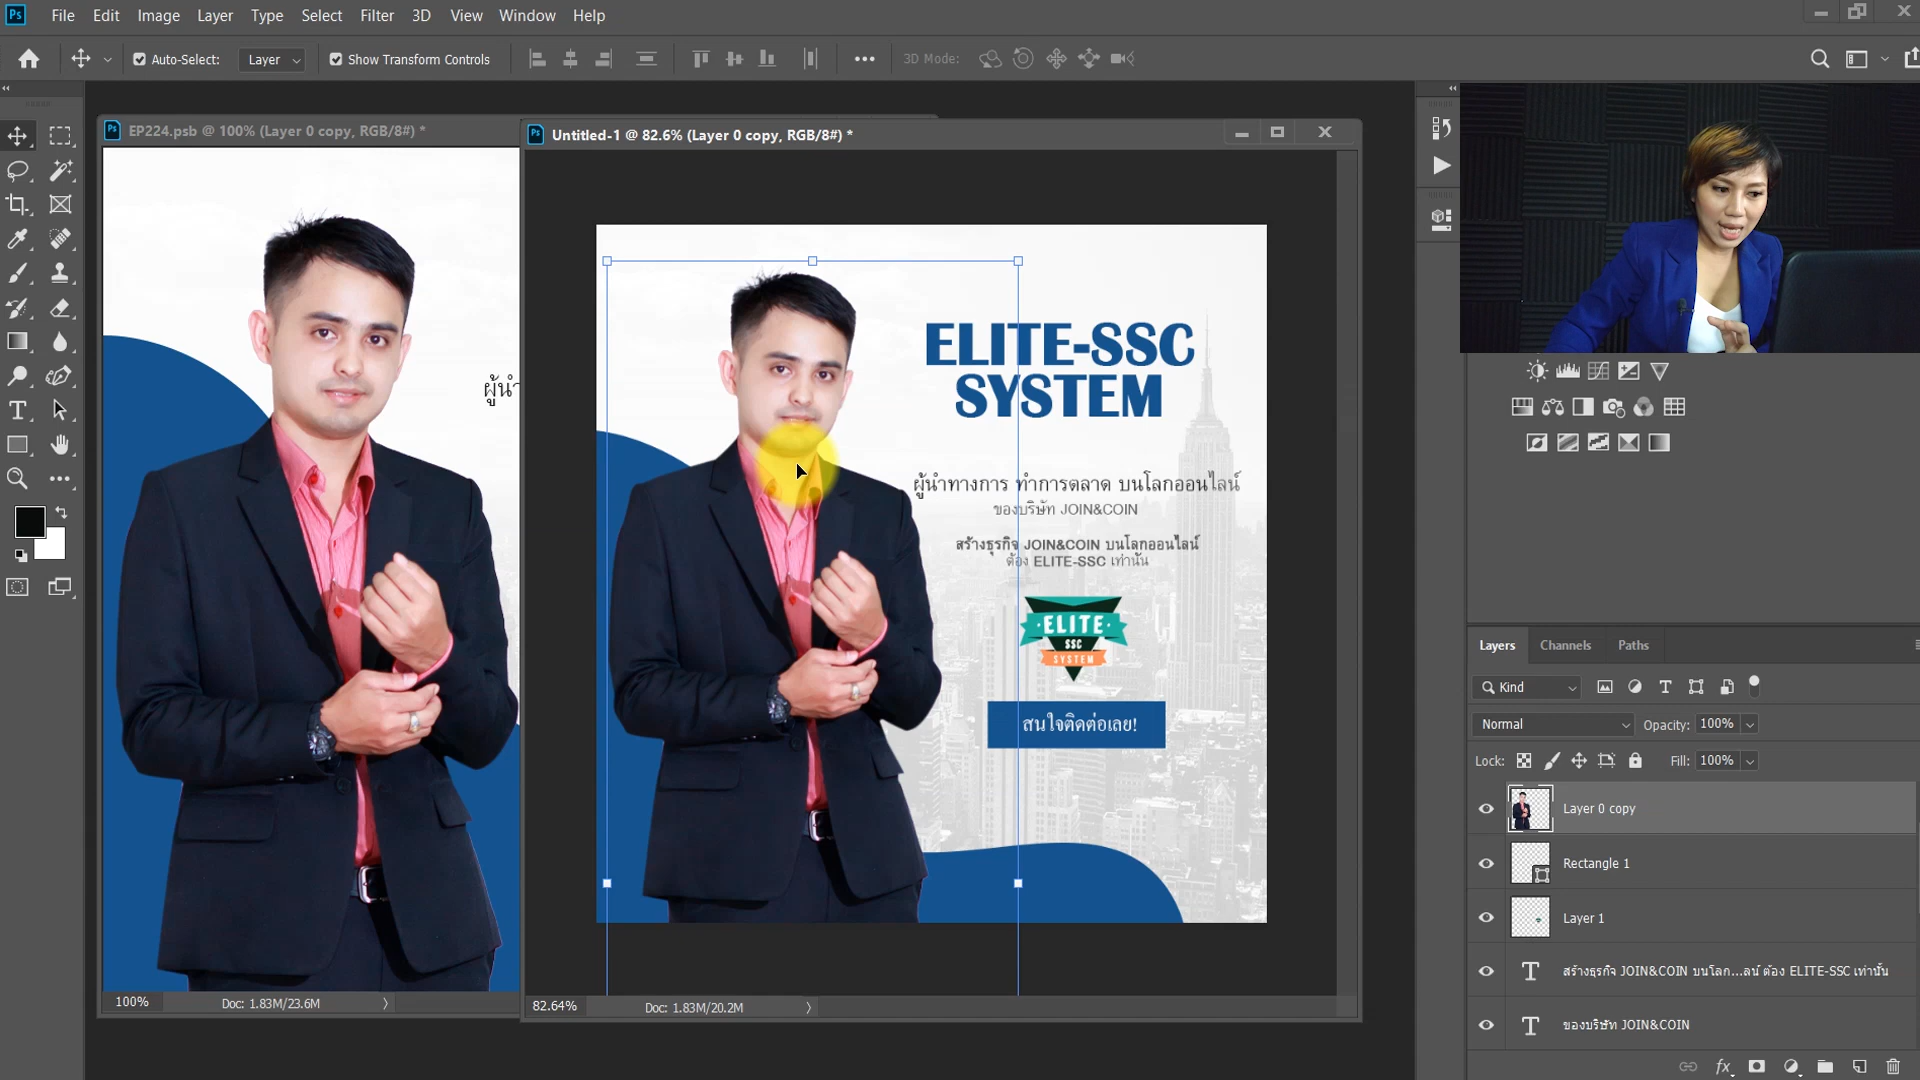 Ps
File Edit Image Layer Type Select Filter 3D View Window Help
Auto-Select: Layer Show Transform Controls 3D Mode:
EP224.psb @ 100% (Layer 0 copy, RGB/8#) *
Untitled-1 @ 82.6% (Layer 0 copy, RGB/8#) *
ผู้นำ
ELITE-SSC
SYSTEM
ผู้นำทางการ ทำการตลาด บนโลกออนไลน์
ของบริษัท JOIN&COIN
สร้างธุรกิจ JOIN&COIN บนโลกออนไลน์
ต้อง ELITE-SSC เท่านั้น
ELITE
SSC
SYSTEM
สนใจติดต่อเลย!
100% Doc: 1.83M/23.6M
82.64% Doc: 1.83M/20.2M
Layers Channels Paths
Kind
Normal Opacity: 100%
Lock: Fill: 100%
Layer 0 copy
Rectangle 1
Layer 1
สร้างธุรกิจ JOIN&COIN บนโลก...ลน์ ต้อง ELITE-SSC เท่านั้น
ของบริษัท JOIN&COIN